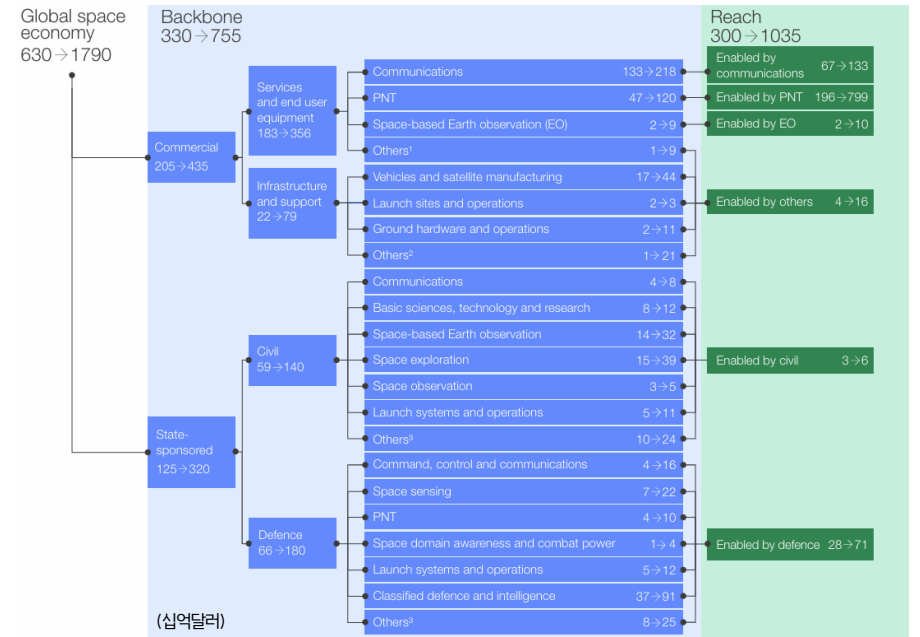 Global space
economy
630→1790
Backbone
330→755
Reach
300→1035
Commercial
205→435
Services
and end user
equipment
183→356
Communications 133→218
PNT 47→120
Space-based Earth observation (EO) 2→9
Others¹ 1→9
Enabled by
communications 67→133
Enabled by PNT 196→799
Enabled by EO 2→10
Infrastructure
and support
22→79
Vehicles and satellite manufacturing 17→44
Launch sites and operations 2→3
Ground hardware and operations 2→11
Others² 1→21
Enabled by others 4→16
State-
sponsored
125→320
Civil
59→140
Communications 4→8
Basic sciences, technology and research 8→12
Space-based Earth observation 14→32
Space exploration 15→39
Space observation 3→5
Launch systems and operations 5→11
Others³ 10→24
Enabled by civil 3→6
Defence
66→180
Command, control and communications 4→16
Space sensing 7→22
PNT 4→10
Space domain awareness and combat power 1→4
Launch systems and operations 5→12
Classified defence and intelligence 37→91
Others³ 8→25
Enabled by defence 28→71
(십억달러)